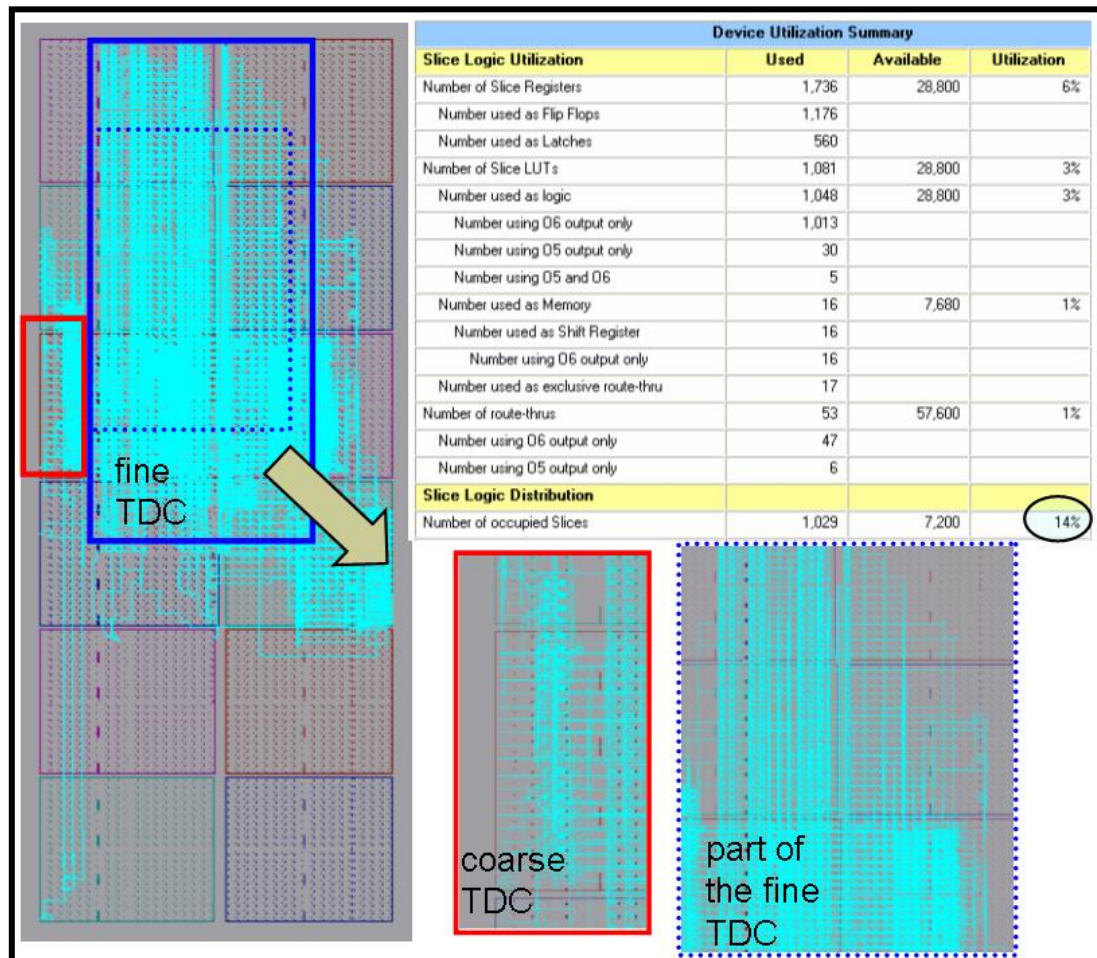 Device Utilization Summary
Slice Logic Utilization Used Available Utilization
Number of Slice Registers 1,736 28,800 6%
Number used as Flip Flops 1,176
Number used as Latches 560
Number of Slice LUTs 1,081 28,800 3%
Number used as logic 1,048 28,800 3%
Number using O6 output only 1,013
Number using O5 output only 30
Number using O5 and O6 5
Number used as Memory 16 7,680 1%
Number used as Shift Register 16
Number using O6 output only 16
Number used as exclusive route-thru 17
Number of route-thrus 53 57,600 1%
Number using O6 output only 47
Number using O5 output only 6
Slice Logic Distribution
Number of occupied Slices 1,029 7,200 14%
fine
TDC
coarse
TDC
part of
the fine
TDC